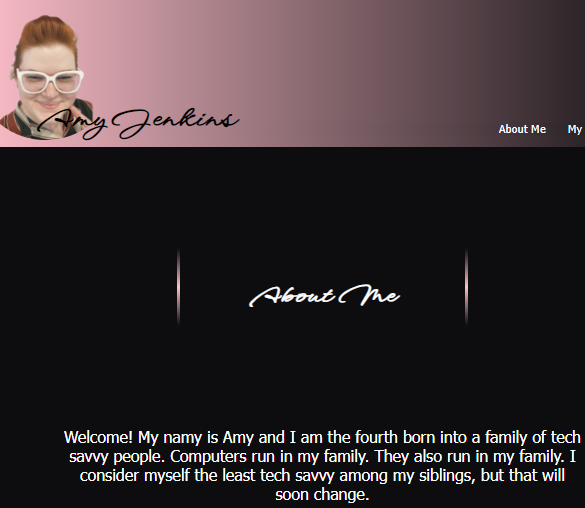 Amy Jenkins
About Me My
About Me
Welcome! My namy is Amy and I am the fourth born into a family of tech
savvy people. Computers run in my family. They also run in my family. I
consider myself the least tech savvy among my siblings, but that will
soon change.